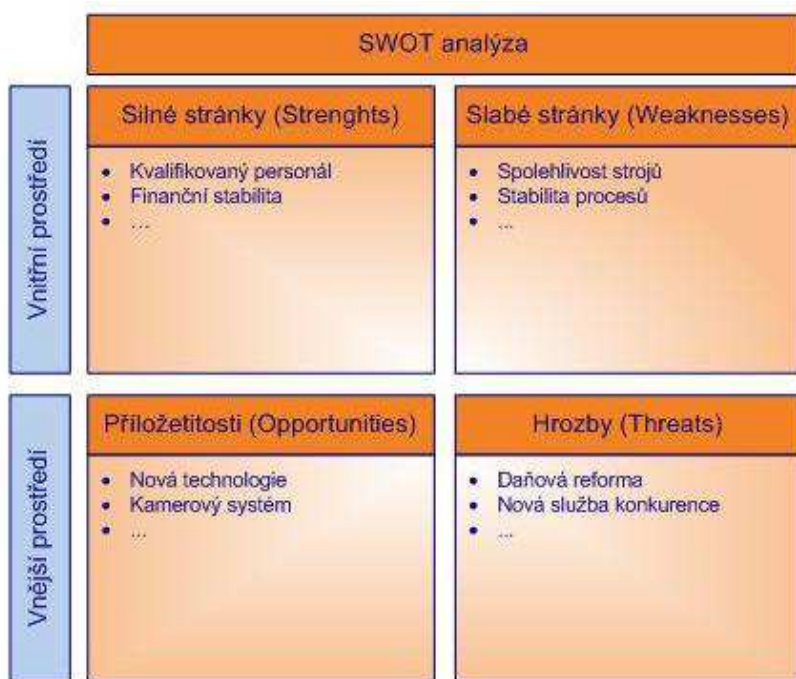 SWOT analýza
Vnitřní prostředí
Silné stránky (Strenghts)
• Kvalifikovaný personál
• Finanční stabilita
• ...
Slabé stránky (Weaknesses)
• Spolehlivost strojů
• Stabilita procesů
• ...
Vnější prostředí
Příložetitosti (Opportunities)
• Nová technologie
• Kamerový systém
• ...
Hrozby (Threats)
• Daňová reforma
• Nová služba konkurence
• ...